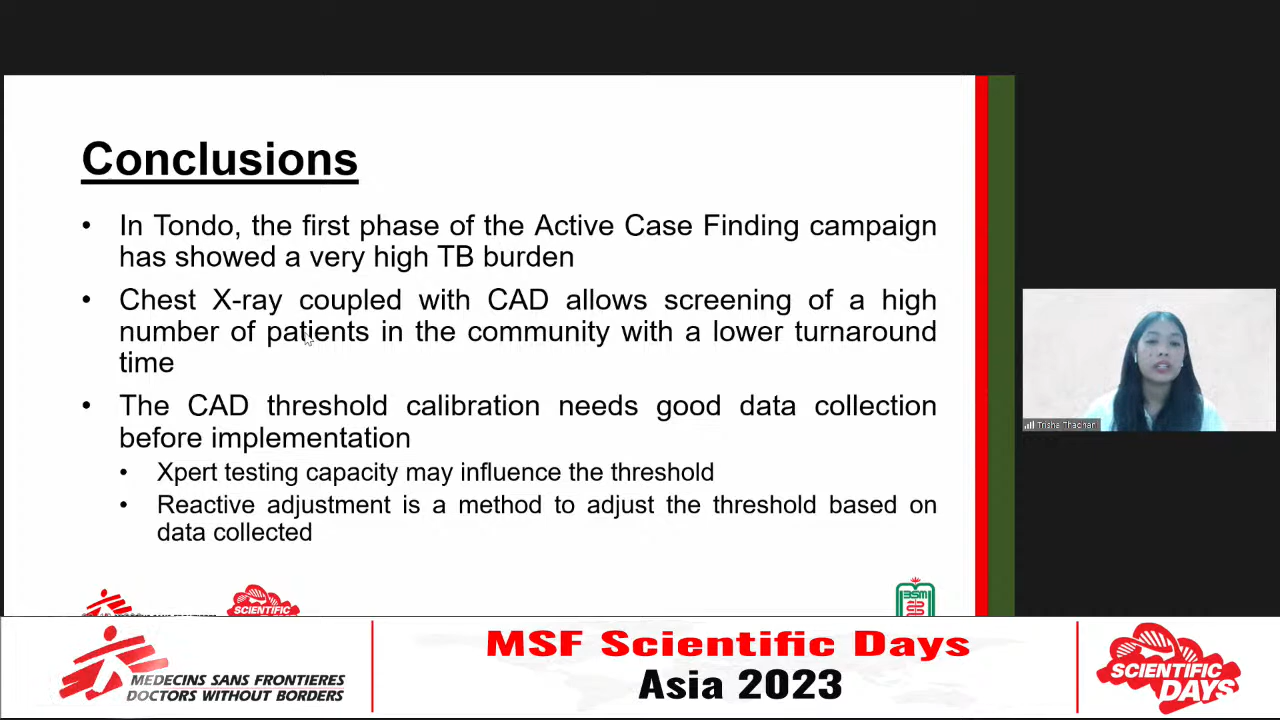 Conclusions
• In Tondo, the first phase of the Active Case Finding campaign
has showed a very high TB burden
• Chest X-ray coupled with CAD allows screening of a high
number of patients in the community with a lower turnaround
time
• The CAD threshold calibration needs good data collection
before implementation
• Xpert testing capacity may influence the threshold
• Reactive adjustment is a method to adjust the threshold based on
data collected
Trisha Thadhani
SCIENTIFIC
BSMMU
MEDECINS SANS FRONTIERES
DOCTORS WITHOUT BORDERS
MSF Scientific Days
Asia 2023
SCIENTIFIC
DAYS